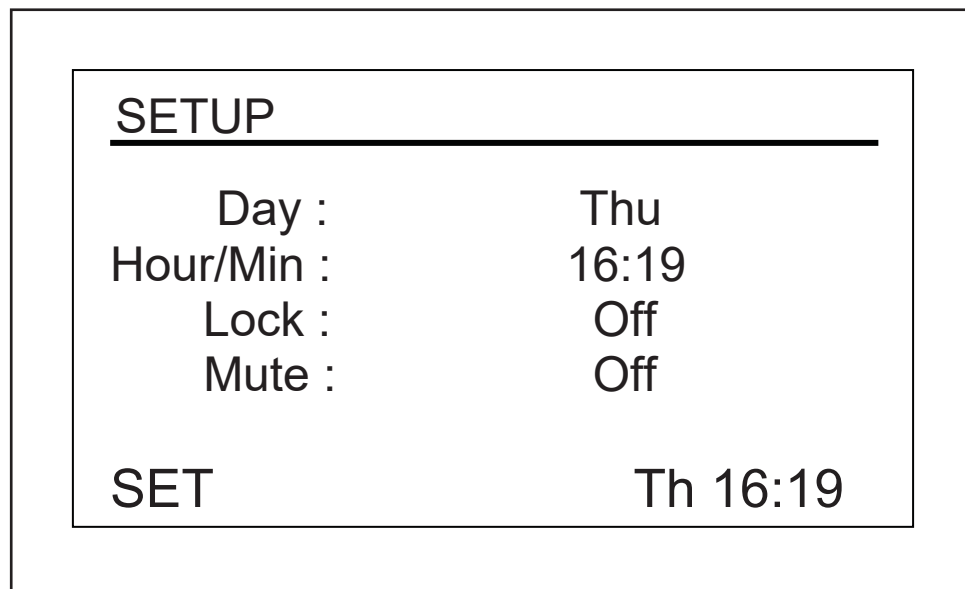 SETUP
Day : Thu
Hour/Min : 16:19
Lock : Off
Mute : Off
SET Th 16:19